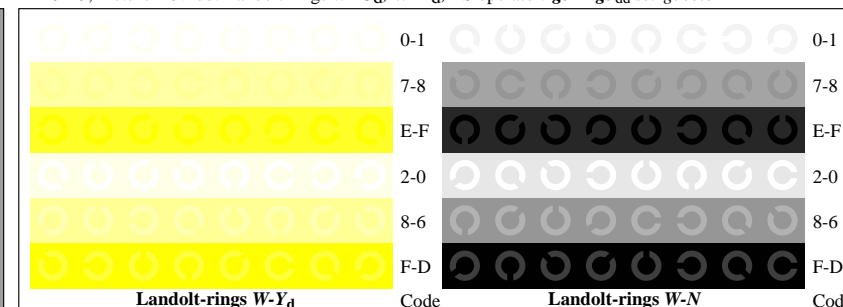 0-1 0-1
7-8 7-8
E-F E-F
2-0 2-0
8-6 8-6
F-D F-D
Landolt-rings W-Yd Code Landolt-rings W-N